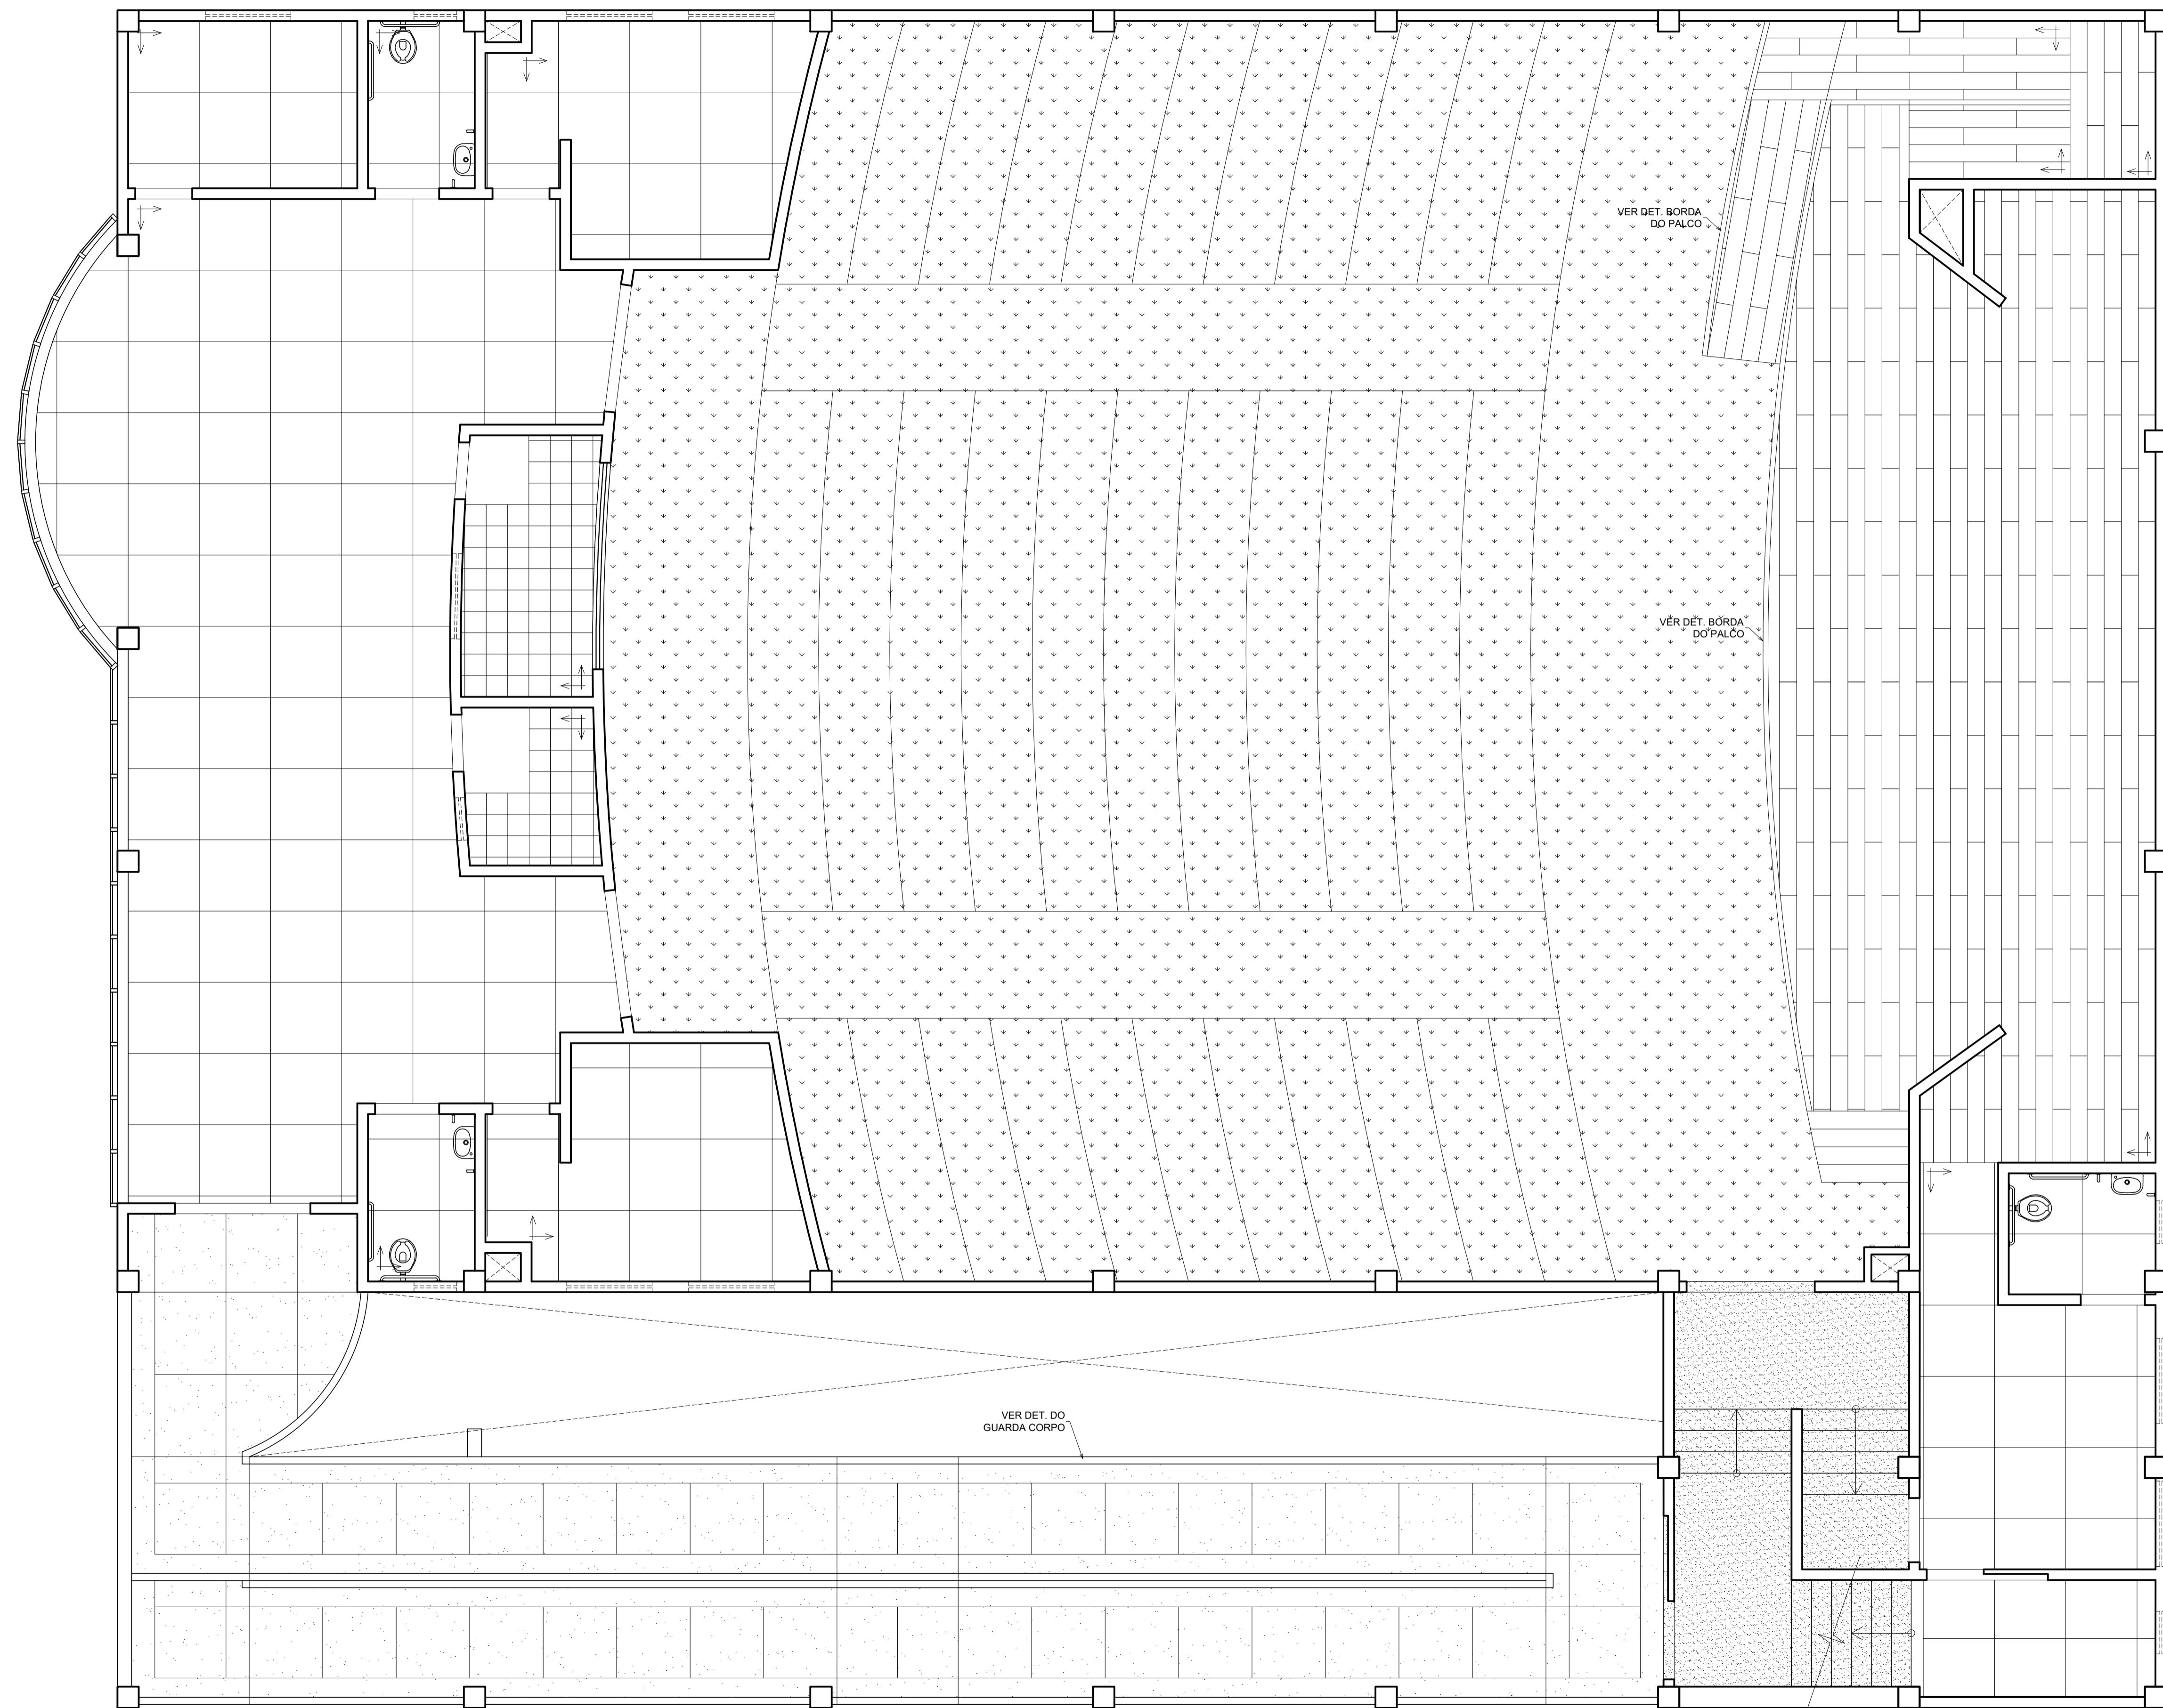 VER DET. BORDA
DO PALCO
VER DET. BORDA
DO PALCO
VER DET. DO
GUARDA CORPO